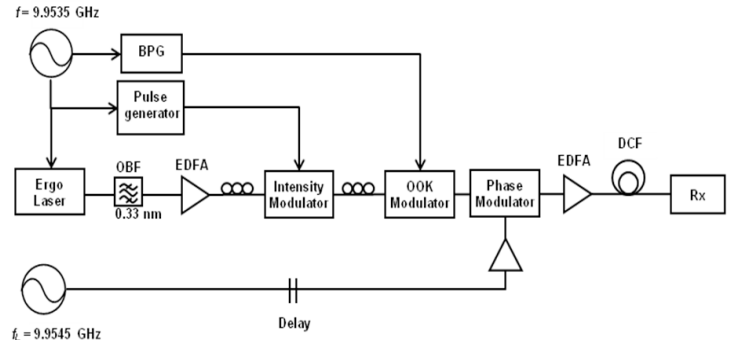 f= 9.9535 GHz
BPG
Pulse
generator
DCF
OBF
EDFA
EDFA
Ergo
Laser
Intensity
Modulator
OOK
Modulator
Phase
Modulator
Rx
0.33 nm
Delay
fL = 9.9545 GHz